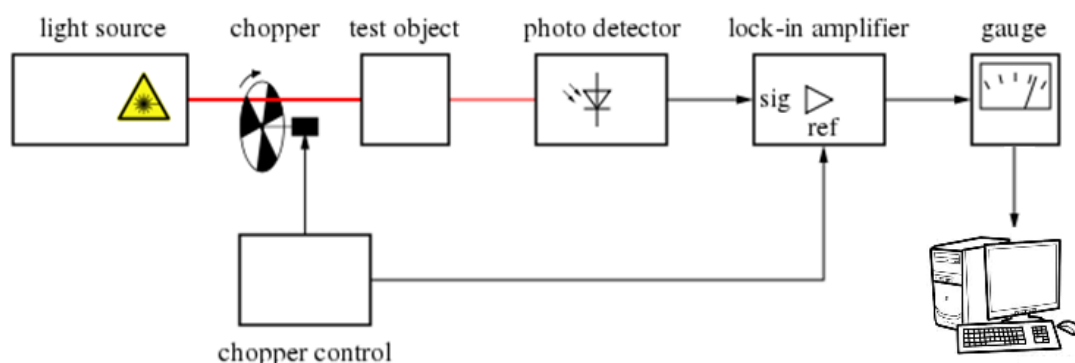 light source chopper test object photo detector lock-in amplifier gauge
sig
ref
chopper control